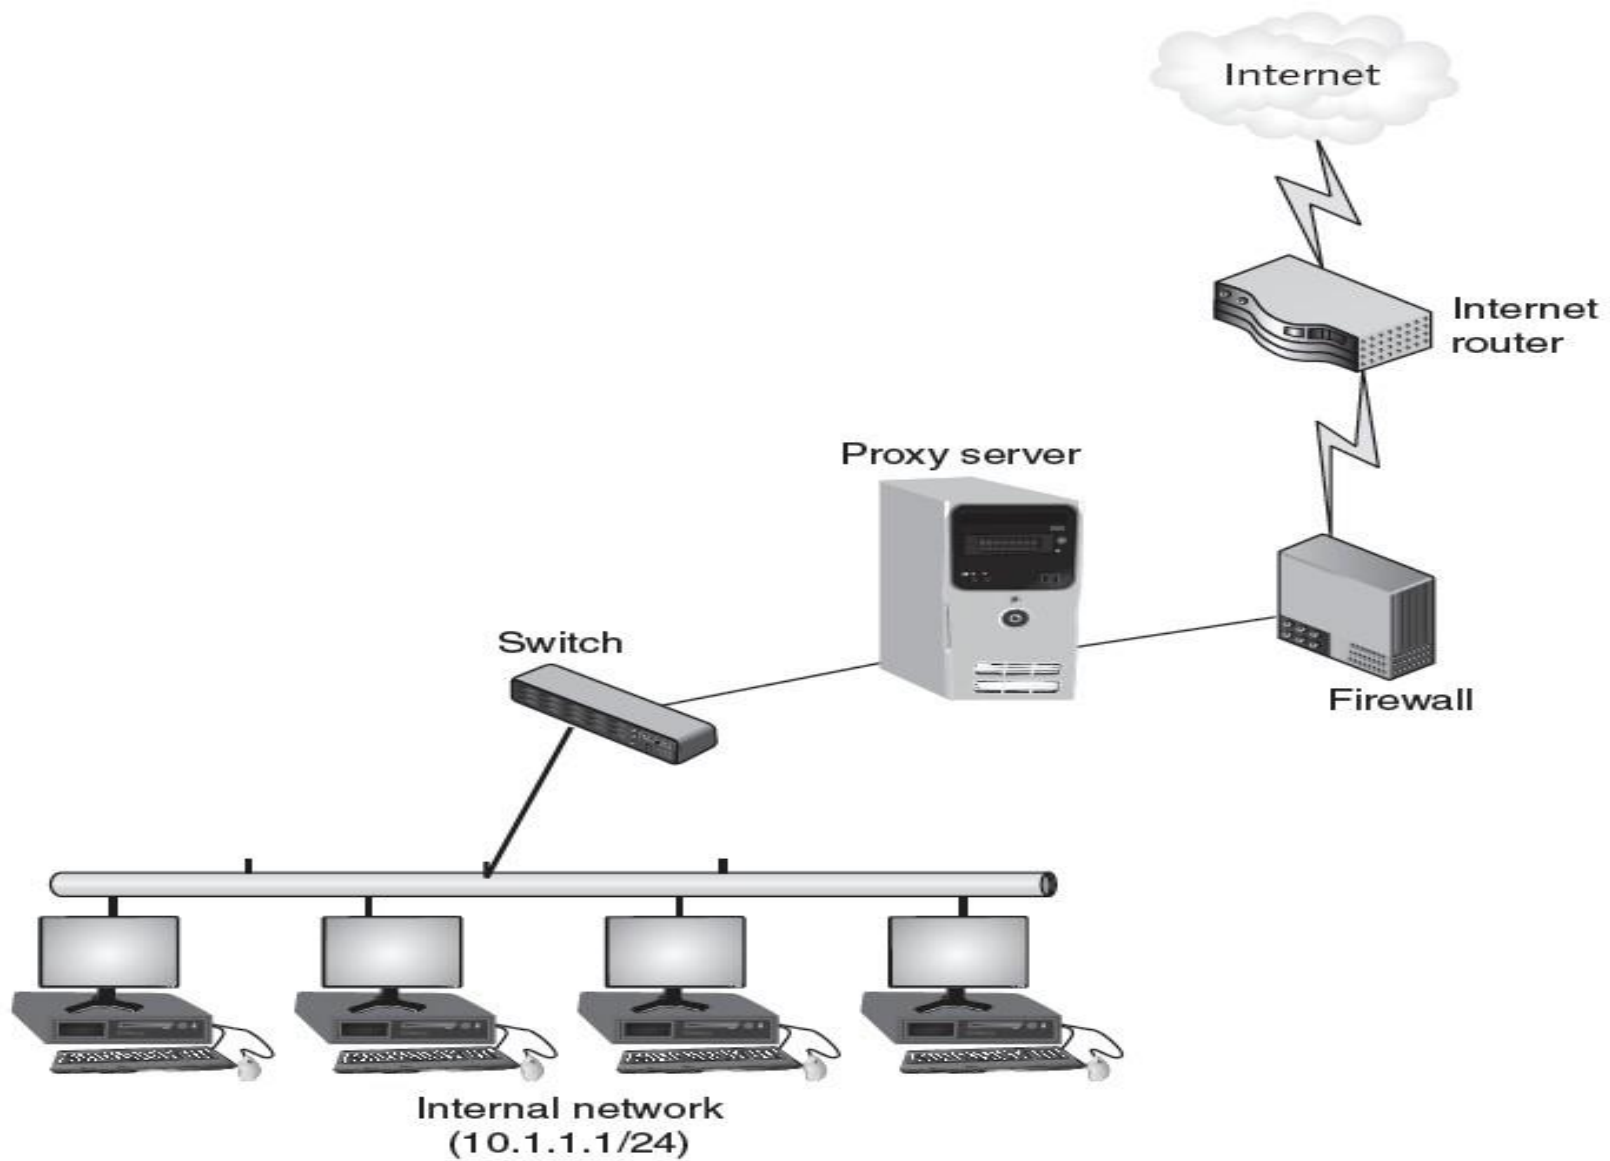 Internet
Internet
router
Proxy server
Switch
Firewall
Internal network
(10.1.1.1/24)